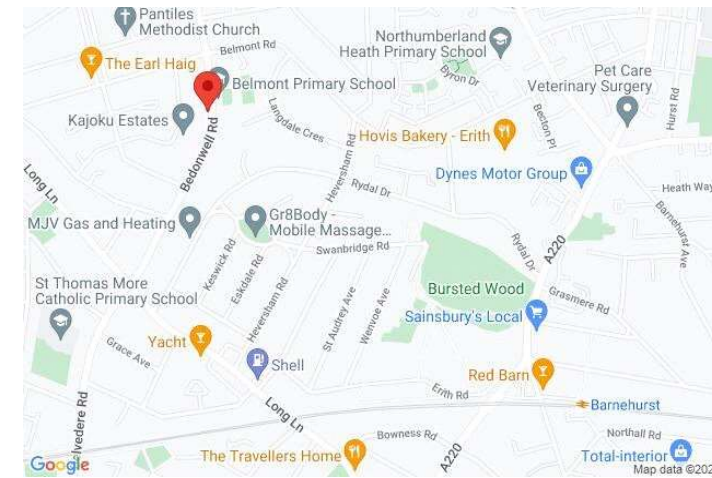 Pantiles
Methodist Church
Belmont Rd
The Earl Haig
Belmont Primary School
Northumberland
Heath Primary School
Byron Dr
Pet Care
Veterinary Surgery
Hurst Rd
Kajoku Estates
Bedonwell Rd
Langdale Cres
Heversham Rd
Hovis Bakery - Erith
Becton Pl
Dynes Motor Group
Heath Way
Long Ln
Rydal Dr
MJV Gas and Heating
Gr8Body -
Mobile Massage...
Swanbridge Rd
Rydal Dr
A220
Barnehurst Ave
Keswick Rd
Eskdale Rd
Heversham Rd
St Audrey Ave
Wenvoe Ave
Bursted Wood
Grasmere Rd
St Thomas More
Catholic Primary School
Sainsbury's Local
Grace Ave
Yacht
Shell
Red Barn
Erith Rd
Barnehurst
lvedere Rd
Long Ln
Bowness Rd
A220
Northall Rd
The Travellers Home
Total-interior
Google
Map data ©202